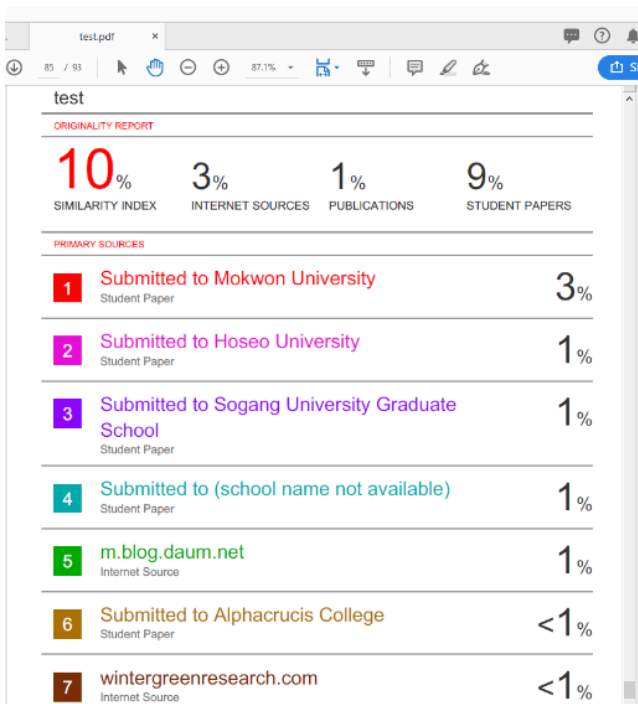 test.pdf ×
85 / 93
87.1%
test
ORIGINALITY REPORT
10%
SIMILARITY INDEX
3%
INTERNET SOURCES
1%
PUBLICATIONS
9%
STUDENT PAPERS
PRIMARY SOURCES
1 Submitted to Mokwon University 3%
Student Paper
2 Submitted to Hoseo University 1%
Student Paper
3 Submitted to Sogang University Graduate 1%
School
Student Paper
4 Submitted to (school name not available) 1%
Student Paper
5 m.blog.daum.net 1%
Internet Source
6 Submitted to Alphacrucis College <1%
Student Paper
7 wintergreenresearch.com <1%
Internet Source